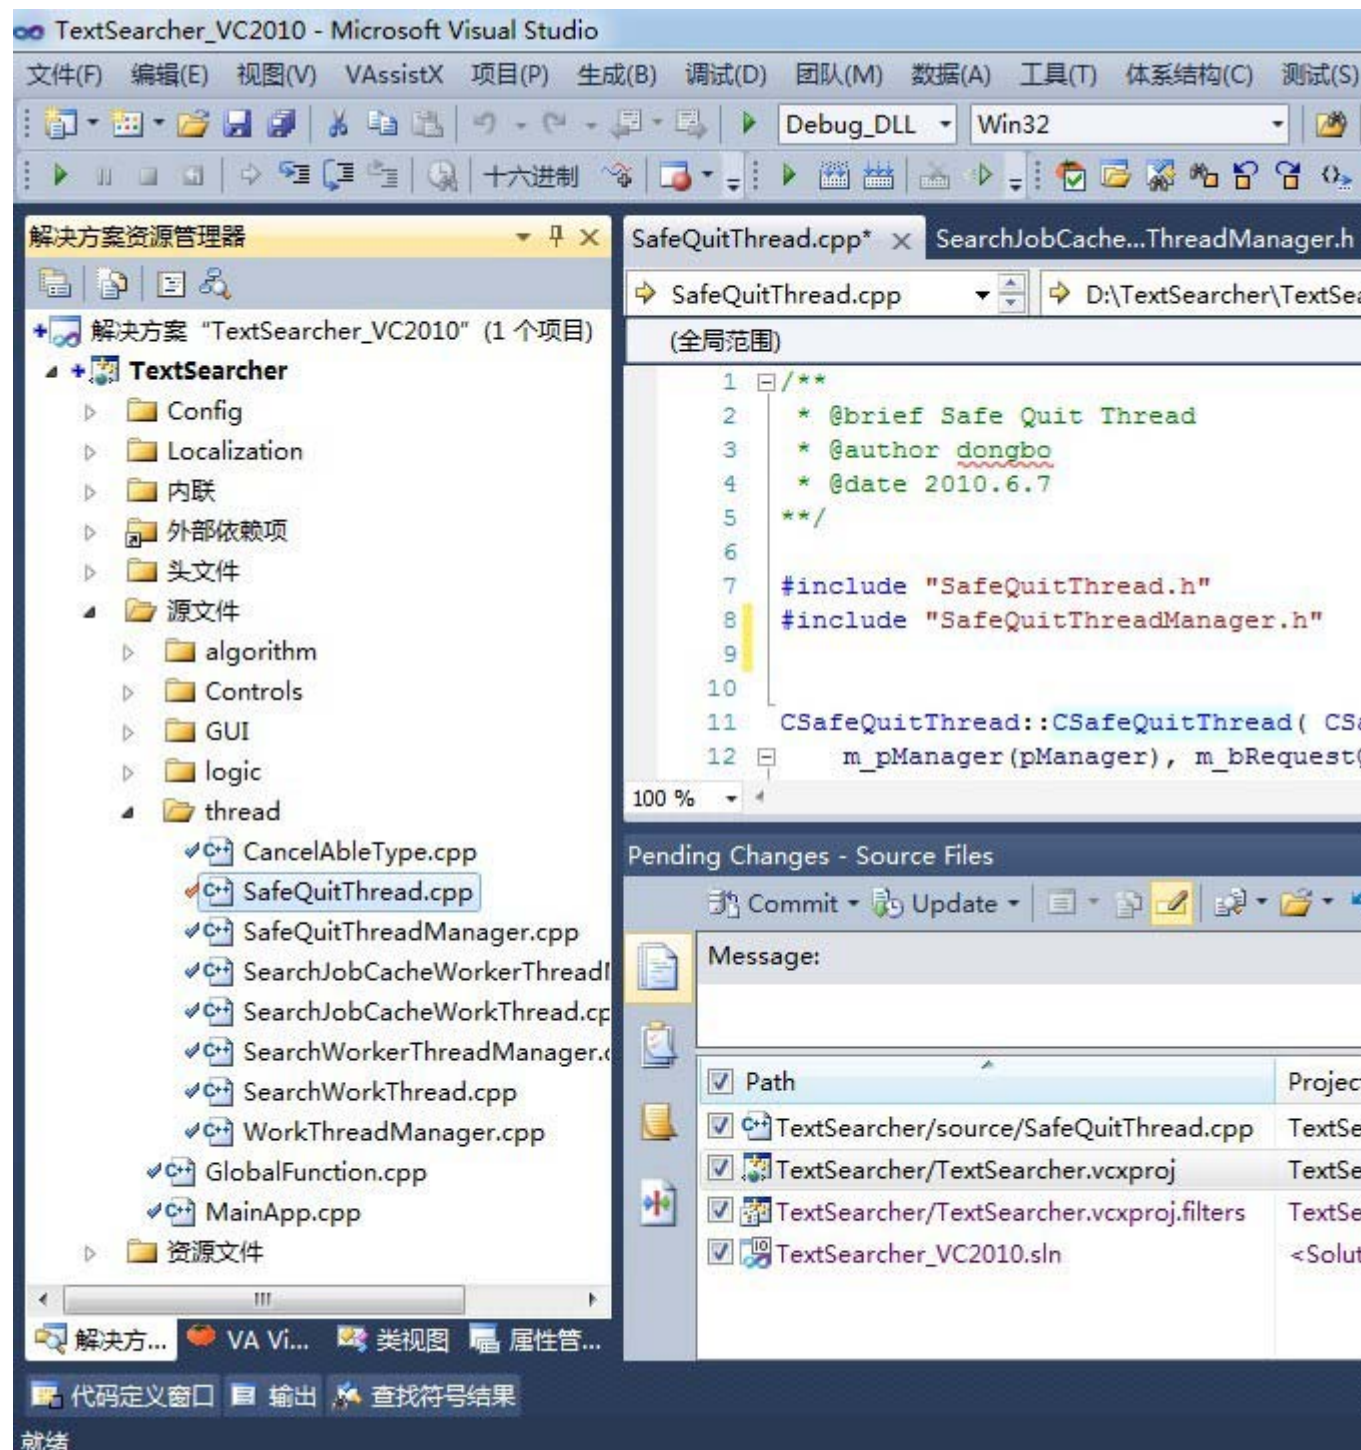 TextSearcher_VC2010 - Microsoft Visual Studio
文件(F) 编辑(E) 视图(V) VAssistX 项目(P) 生成(B) 调试(D) 团队(M) 数据(A) 工具(T) 体系结构(C) 测试(S)
Debug_DLL Win32
十六进制
解决方案资源管理器
解决方案 “TextSearcher_VC2010” (1 个项目)
TextSearcher
Config
Localization
内联
外部依赖项
头文件
源文件
algorithm
Controls
GUI
logic
thread
CancelAbleType.cpp
SafeQuitThread.cpp
SafeQuitThreadManager.cpp
SearchJobCacheWorkerThread
SearchJobCacheWorkThread.cp
SearchWorkerThreadManager.
SearchWorkThread.cpp
WorkThreadManager.cpp
GlobalFunction.cpp
MainApp.cpp
资源文件
解决方... VA Vi... 类视图 属性管...
SafeQuitThread.cpp* SearchJobCache...ThreadManager.h
SafeQuitThread.cpp D:\TextSearcher\TextSea
(全局范围)
1 /**
2 * @brief Safe Quit Thread
3 * @author dongbo
4 * @date 2010.6.7
5 **/
6
7 #include "SafeQuitThread.h"
8 #include "SafeQuitThreadManager.h"
9
10
11 CSafeQuitThread::CSafeQuitThread( CSa
12 m_pManager(pManager), m_bRequest
100 %
Pending Changes - Source Files
Commit Update
Message:
Path Projec
TextSearcher/source/SafeQuitThread.cpp TextSe
TextSearcher/TextSearcher.vcxproj TextSe
TextSearcher/TextSearcher.vcxproj.filters TextSe
TextSearcher_VC2010.sln <Solut
代码定义窗口 输出 查找符号结果
就绪